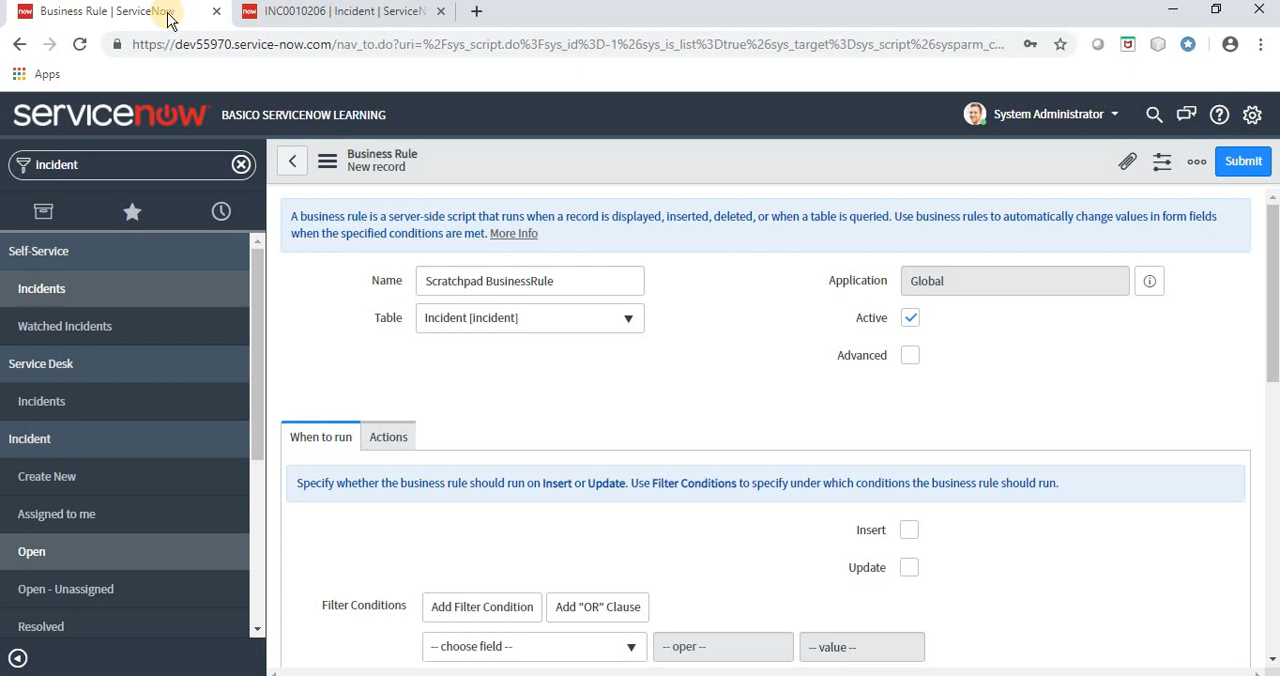 Business Rule | ServiceNow
INC0010206 | Incident | ServiceN
https://dev55970.service-now.com/nav_to.do?uri=%2Fsys_script.do%3Fsys_id%3D-1%26sys_is_list%3Dtrue%26sys_target%3Dsys_script%26sysparm_c...
Apps
servicenow
BASICO SERVICENOW LEARNING
System Administrator
incident
Business Rule
New record
Submit
Self-Service
Incidents
Watched Incidents
Service Desk
Incidents
Incident
Create New
Assigned to me
Open
Open - Unassigned
Resolved
A business rule is a server-side script that runs when a record is displayed, inserted, deleted, or when a table is queried. Use business rules to automatically change values in form fields
when the specified conditions are met. More Info
Name
Scratchpad BusinessRule
Application
Global
Table
Incident [incident]
Active
Advanced
When to run
Actions
Specify whether the business rule should run on Insert or Update. Use Filter Conditions to specify under which conditions the business rule should run.
Insert
Update
Filter Conditions
Add Filter Condition
Add "OR" Clause
-- choose field --
-- oper --
-- value --